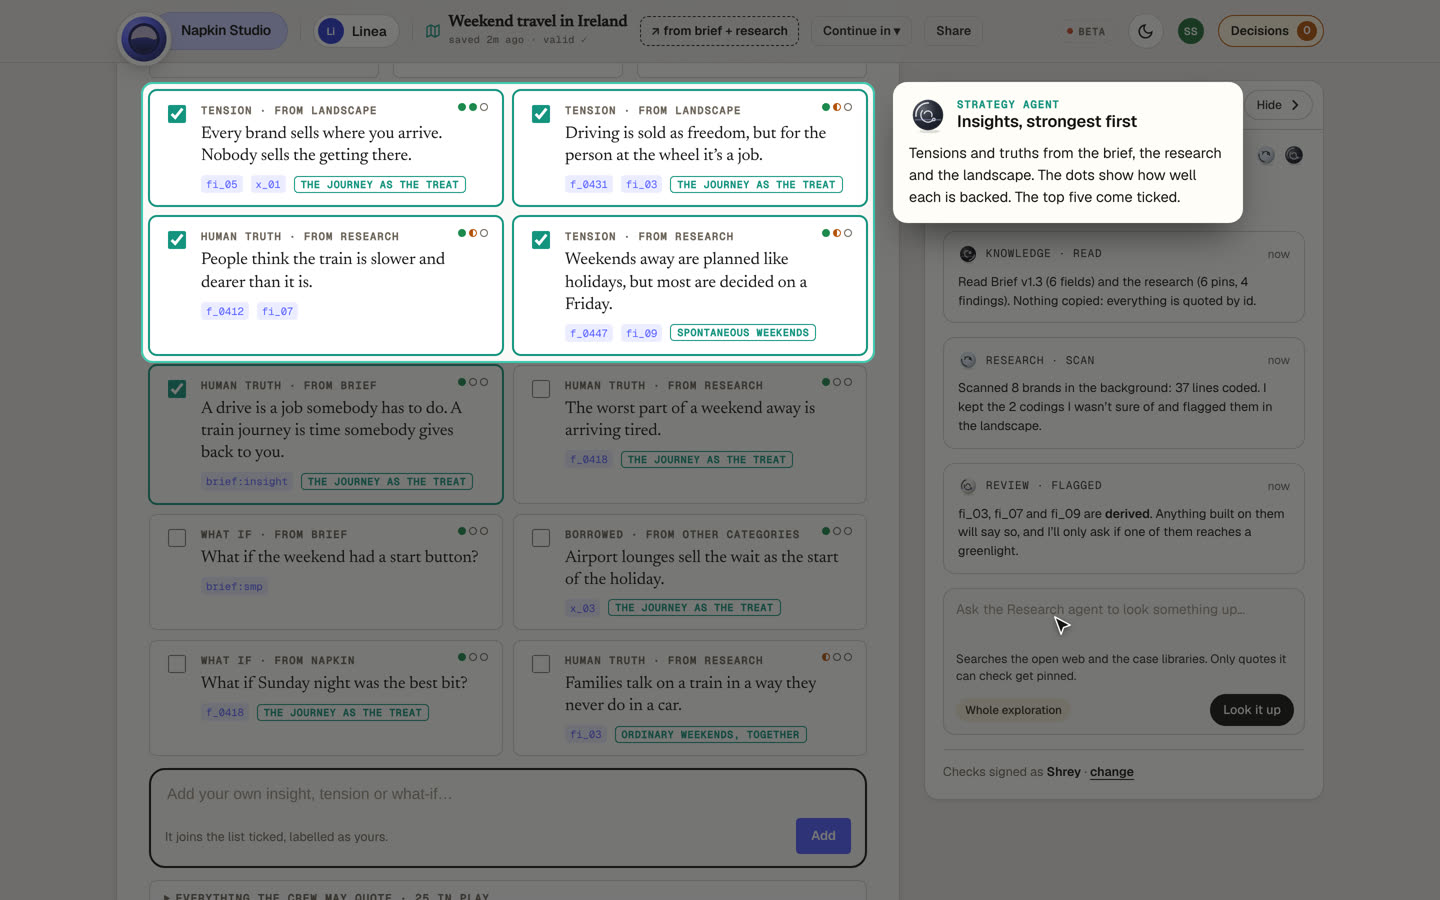 Napkin Studio
Li Linea
Weekend travel in Ireland
saved 2m ago · valid ✓
↗ from brief + research
Continue in ▾
Share
BETA
SS
Decisions 0
TENSION · FROM LANDSCAPE
Every brand sells where you arrive.
Nobody sells the getting there.
fi_05 x_01 THE JOURNEY AS THE TREAT
TENSION · FROM LANDSCAPE
Driving is sold as freedom, but for the
person at the wheel it's a job.
f_0431 fi_03 THE JOURNEY AS THE TREAT
HUMAN TRUTH · FROM RESEARCH
People think the train is slower and
dearer than it is.
f_0412 fi_07
TENSION · FROM RESEARCH
Weekends away are planned like
holidays, but most are decided on a
Friday.
f_0447 fi_09 SPONTANEOUS WEEKENDS
HUMAN TRUTH · FROM BRIEF
A drive is a job somebody has to do. A
train journey is time somebody gives
back to you.
brief:insight THE JOURNEY AS THE TREAT
HUMAN TRUTH · FROM RESEARCH
The worst part of a weekend away is
arriving tired.
f_0418 THE JOURNEY AS THE TREAT
WHAT IF · FROM BRIEF
What if the weekend had a start button?
brief:smp
BORROWED · FROM OTHER CATEGORIES
Airport lounges sell the wait as the start
of the holiday.
x_03 THE JOURNEY AS THE TREAT
WHAT IF · FROM NAPKIN
What if Sunday night was the best bit?
f_0418 THE JOURNEY AS THE TREAT
HUMAN TRUTH · FROM RESEARCH
Families talk on a train in a way they
never do in a car.
fi_03 ORDINARY WEEKENDS, TOGETHER
Add your own insight, tension or what-if...
It joins the list ticked, labelled as yours.
Add
▸ EVERYTHING THE CREW MAY QUOTE · 25 IN PLAY
STRATEGY AGENT
Insights, strongest first
Tensions and truths from the brief, the research
and the landscape. The dots show how well
each is backed. The top five come ticked.
Hide
KNOWLEDGE · READ now
Read Brief v1.3 (6 fields) and the research (6 pins, 4
findings). Nothing copied: everything is quoted by id.
RESEARCH · SCAN now
Scanned 8 brands in the background: 37 lines coded. I
kept the 2 codings I wasn't sure of and flagged them in
the landscape.
REVIEW · FLAGGED now
fi_03, fi_07 and fi_09 are derived. Anything built on them
will say so, and I'll only ask if one of them reaches a
greenlight.
Ask the Research agent to look something up...
Searches the open web and the case libraries. Only quotes it
can check get pinned.
Whole exploration
Look it up
Checks signed as Shrey · change